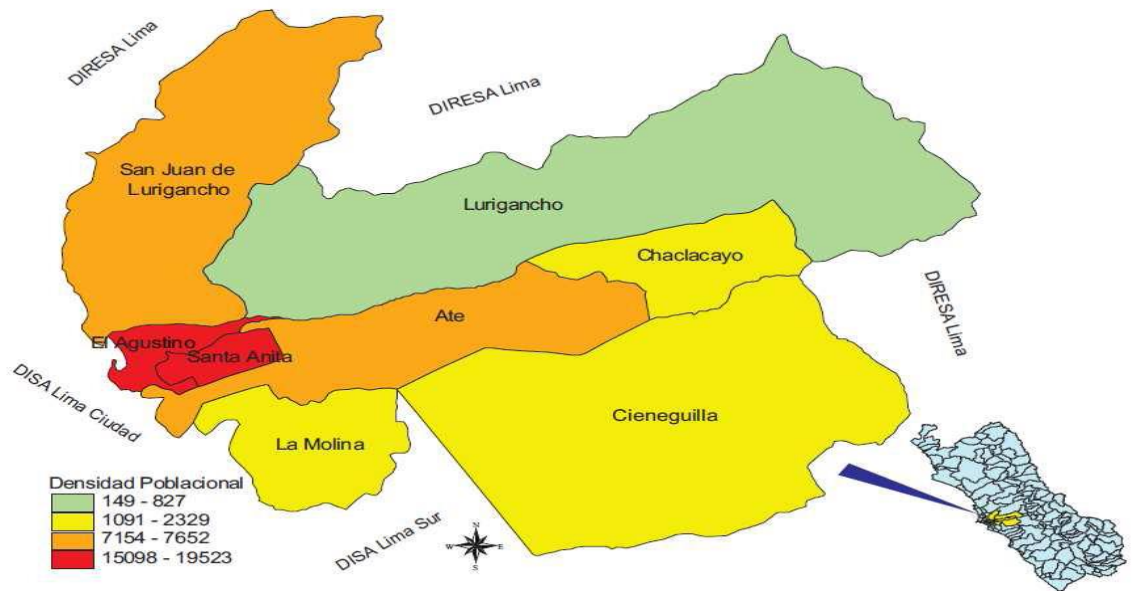 DIRESA Lima
DIRESA Lima
San Juan de
Lurigancho
Lurigancho
Chaclacayo
DIRESA Lima
Ate
El Agustino
Santa Anita
DISA Lima Ciudad
Cieneguilla
La Molina
Densidad Poblacional
149 - 827
1091 - 2329
7154 - 7652
15098 - 19523
DISA Lima Sur
N
W E
S